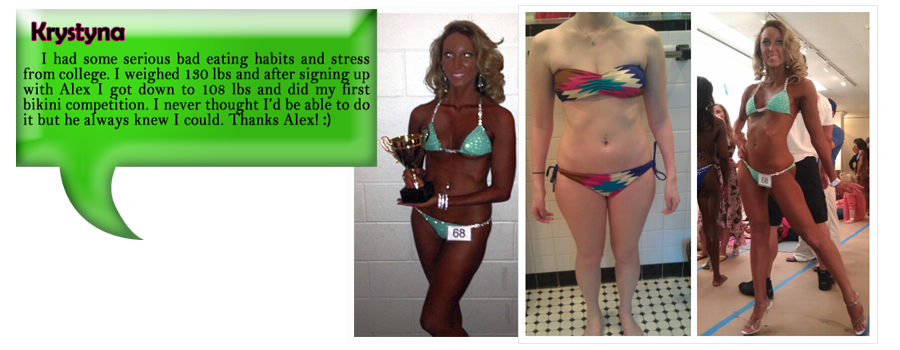 Krystyna
I had some serious bad eating habits and stress
from college. I weighed 130 lbs and after signing up
with Alex I got down to 108 lbs and did my first
bikini competition. I never thought I'd be able to do
it but he always knew I could. Thanks Alex! :)
68
68